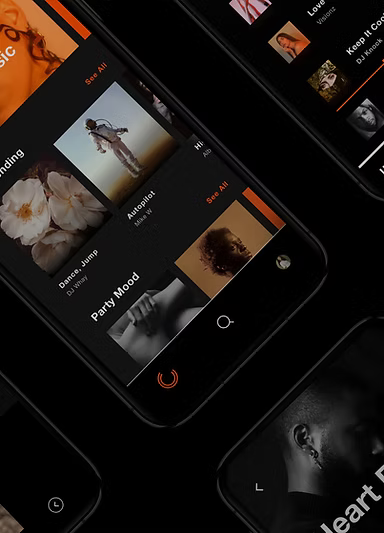 sic
See All
nding
Autopilot
Mike W
Hi
Alb
Dance, Jump
DJ Whay
See All
Party Mood
Love
Visionz
Keep It Coo
DJ Knock
leart